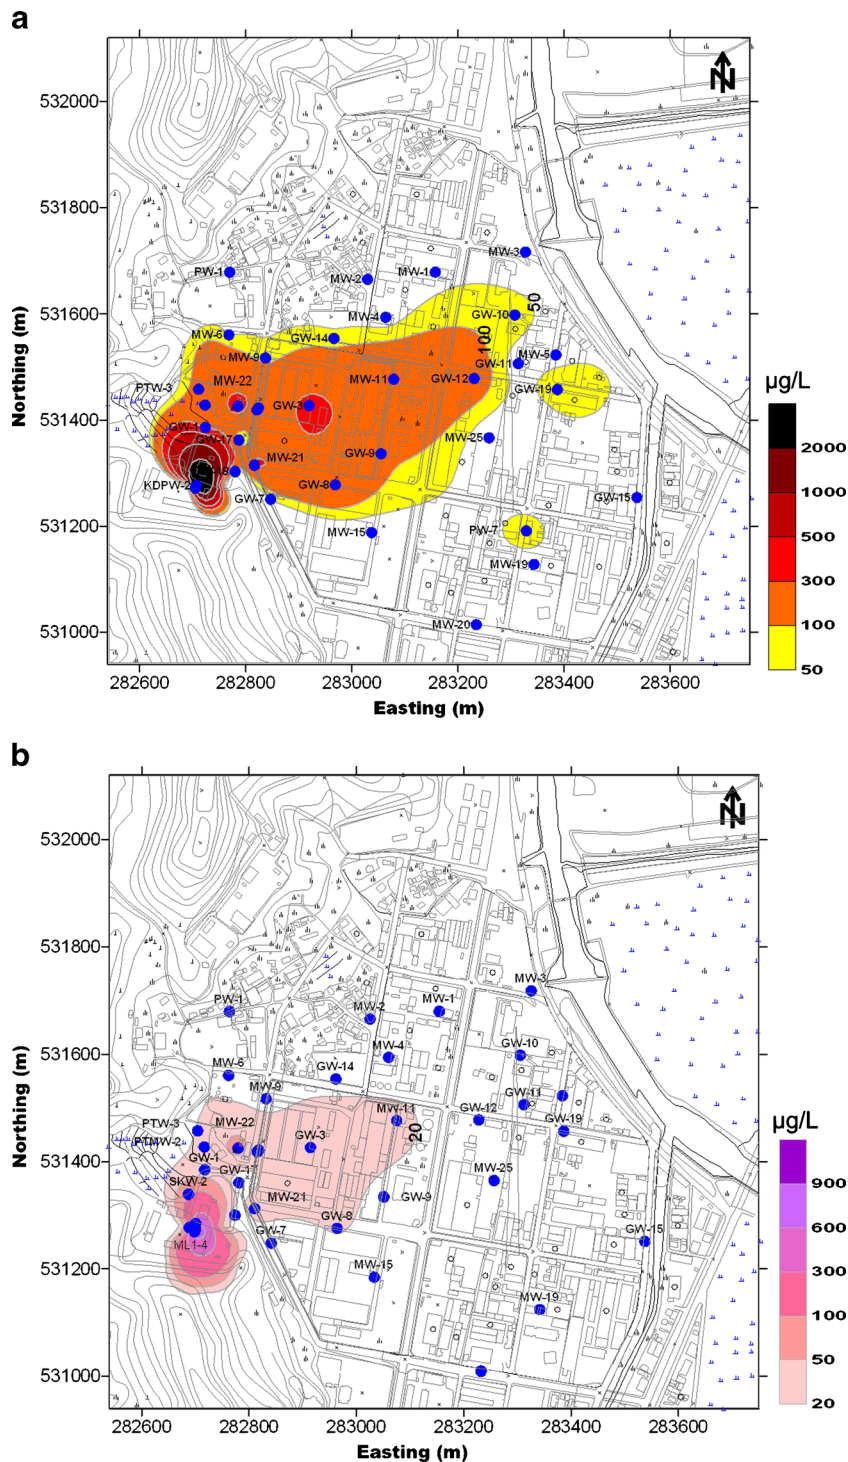 a
N
532000
531800
531600
531400
531200
531000
Northing (m)
MW-3
PW-1
MW-2
MW-1
50
GW-10
MW-4
MW-6
GW-14
100
MW-9
MW-5
GW-11
PTW-3
MW-22
MW-11
GW-12
GW-19
GW-3
GW-1
GW-17
MW-25
GW-9
MW-21
KDPW-2
GW-8
GW-7
GW-15
MW-15
PW-7
MW-19
MW-20
282600
282800
283000
283200
283400
283600
Easting (m)
µg/L
2000
1000
500
300
100
50
b
N
532000
531800
531600
531400
531200
531000
Northing (m)
MW-3
PW-1
MW-2
MW-1
MW-4
GW-10
MW-6
GW-14
MW-9
GW-11
MW-11
GW-12
GW-19
PTW-3
MW-22
20
PTMW-2
GW-3
GW-1
GW-1
MW-25
SKW-2
MW-21
GW-9
GW-8
GW-7
ML1-4
GW-15
MW-15
MW-19
282600
282800
283000
283200
283400
283600
Easting (m)
µg/L
900
600
300
100
50
20